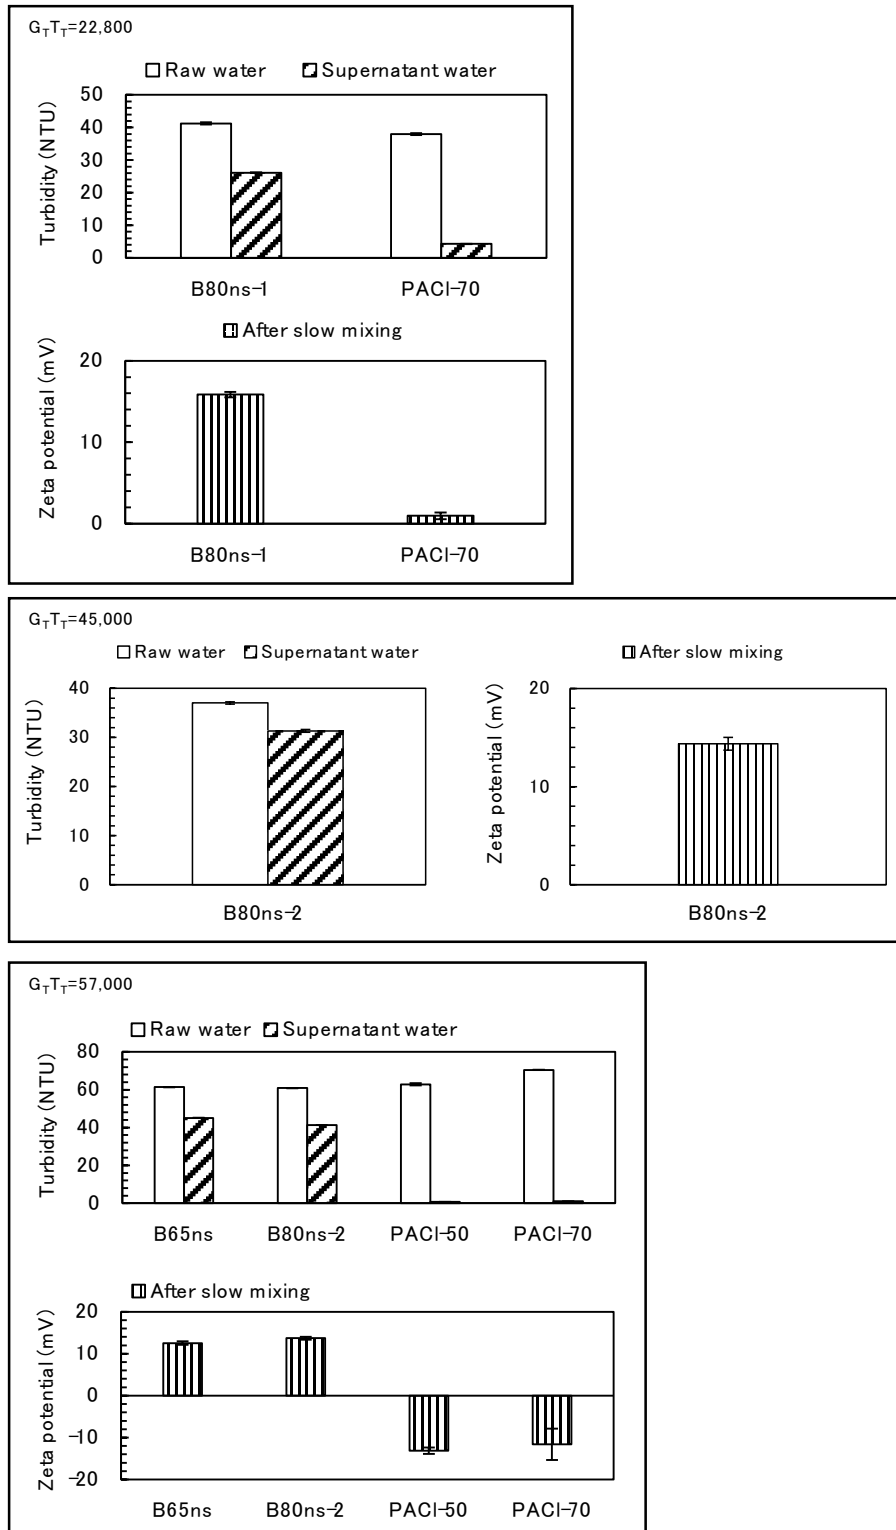 GTTT=22,800
Raw water Supernatant water
Turbidity (NTU)
50
40
30
20
10
0
B80ns-1 PACl-70
After slow mixing
Zeta potential (mV)
20
10
0
B80ns-1 PACl-70
GTTT=45,000
Raw water Supernatant water
Turbidity (NTU)
40
30
20
10
0
B80ns-2
After slow mixing
Zeta potential (mV)
20
10
0
B80ns-2
GTTT=57,000
Raw water Supernatant water
Turbidity (NTU)
80
60
40
20
0
B65ns B80ns-2 PACl-50 PACl-70
After slow mixing
Zeta potential (mV)
20
10
0
-10
-20
B65ns B80ns-2 PACl-50 PACl-70